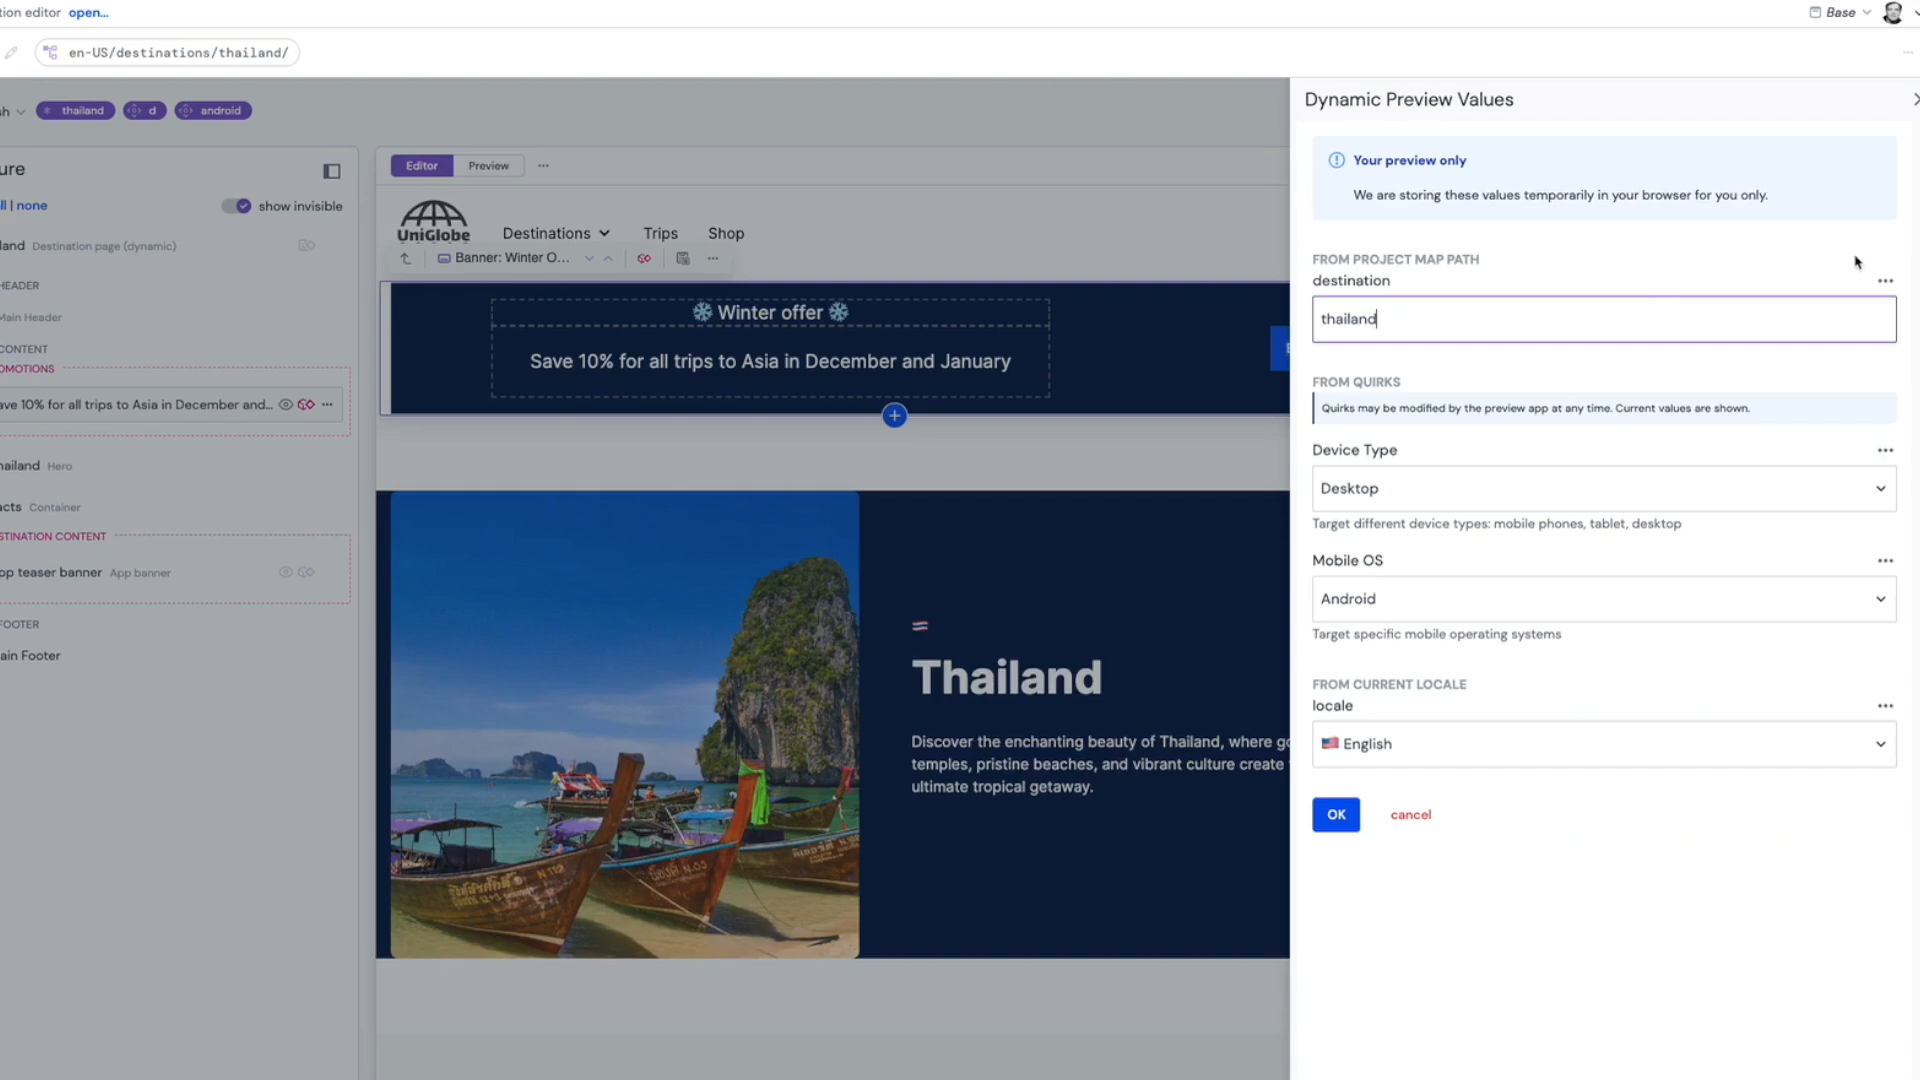 tion editor open...
Base
en-US/destinations/thailand/
sh
thailand
d
android
ure
ll | none
show invisible
land Destination page (dynamic)
HEADER
Main Header
CONTENT
OMOTIONS
ave 10% for all trips to Asia in December and...
hailand Hero
acts Container
STINATION CONTENT
pp teaser banner App banner
FOOTER
ain Footer
Editor
Preview
UniGlobe
Destinations
Trips
Shop
Banner: Winter O...
❄ Winter offer ❄
Save 10% for all trips to Asia in December and January
Thailand
Discover the enchanting beauty of Thailand, where go
temples, pristine beaches, and vibrant culture create
ultimate tropical getaway.
Dynamic Preview Values
Your preview only
We are storing these values temporarily in your browser for you only.
FROM PROJECT MAP PATH
destination
thailand
FROM QUIRKS
Quirks may be modified by the preview app at any time. Current values are shown.
Device Type
Desktop
Target different device types: mobile phones, tablet, desktop
Mobile OS
Android
Target specific mobile operating systems
FROM CURRENT LOCALE
locale
English
OK
cancel